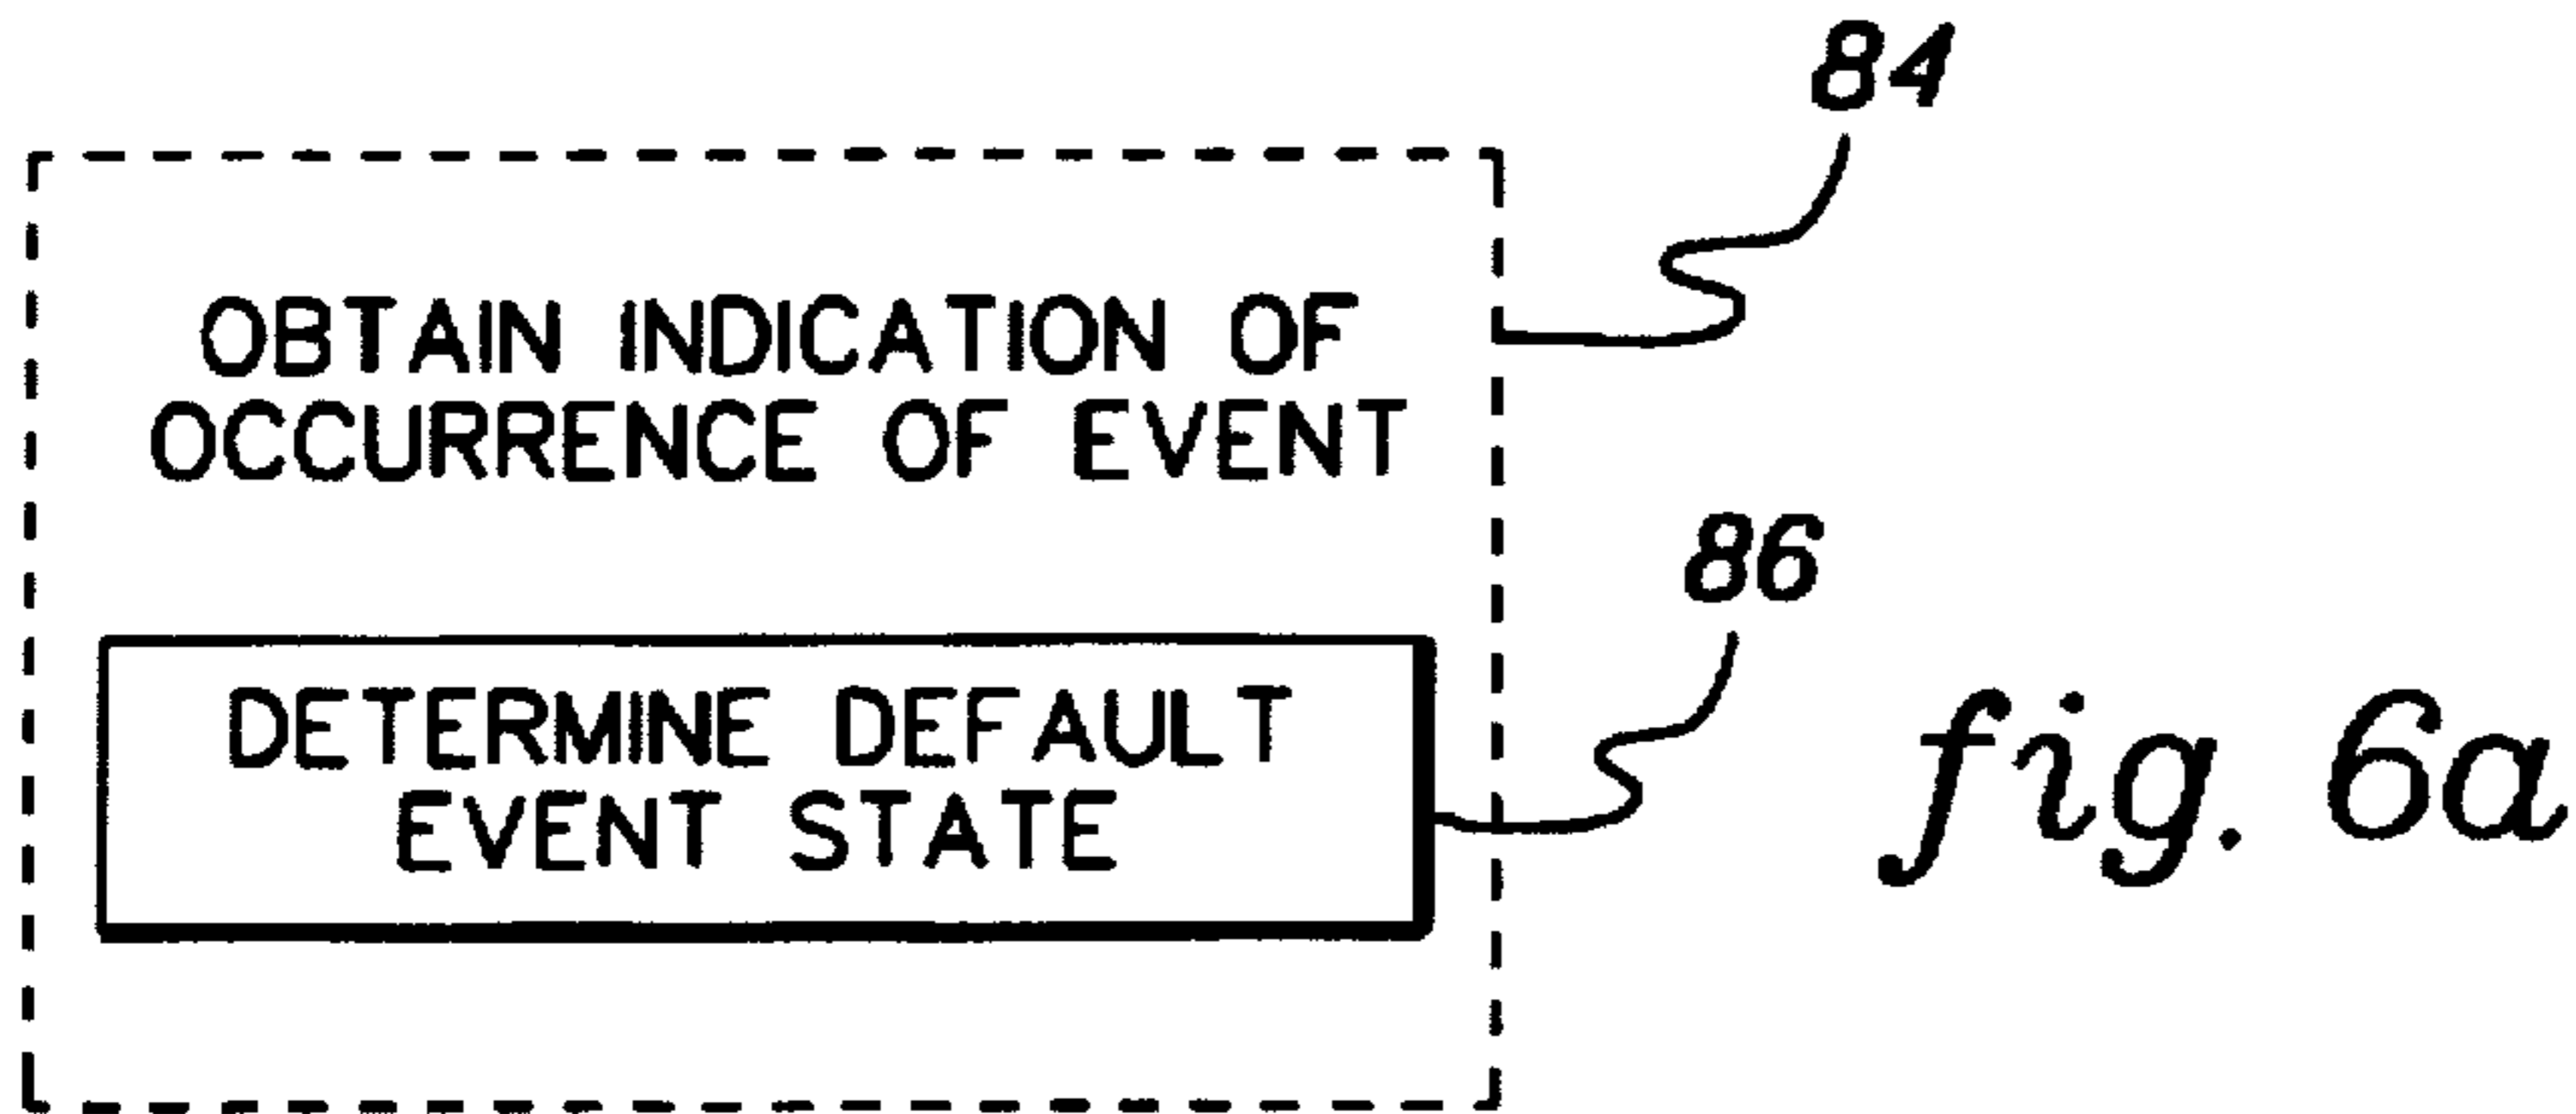 84
OBTAIN INDICATION OF
OCCURRENCE OF EVENT
86
DETERMINE DEFAULT
EVENT STATE
fig. 6a